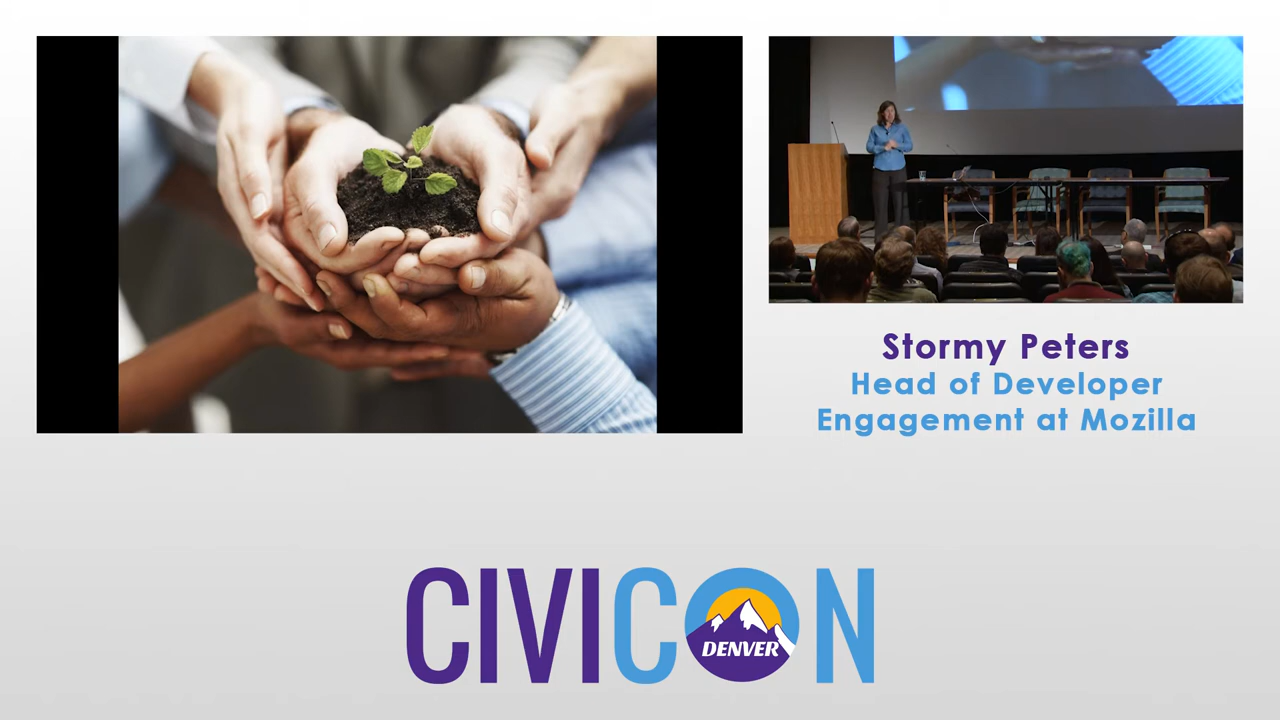 Stormy Peters
Head of Developer
Engagement at Mozilla
CIVICON
DENVER